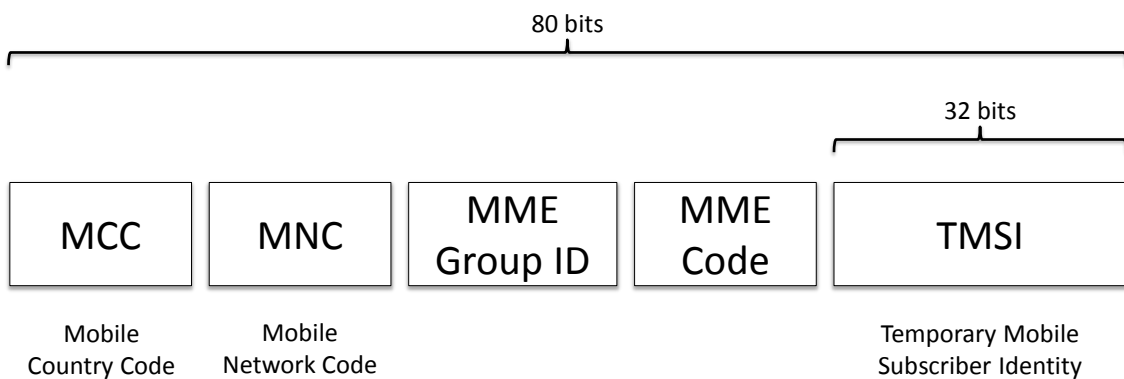 80 bits
32 bits
MCC
MNC
MME
Group ID
MME
Code
TMSI
Mobile
Country Code
Mobile
Network Code
Temporary Mobile
Subscriber Identity